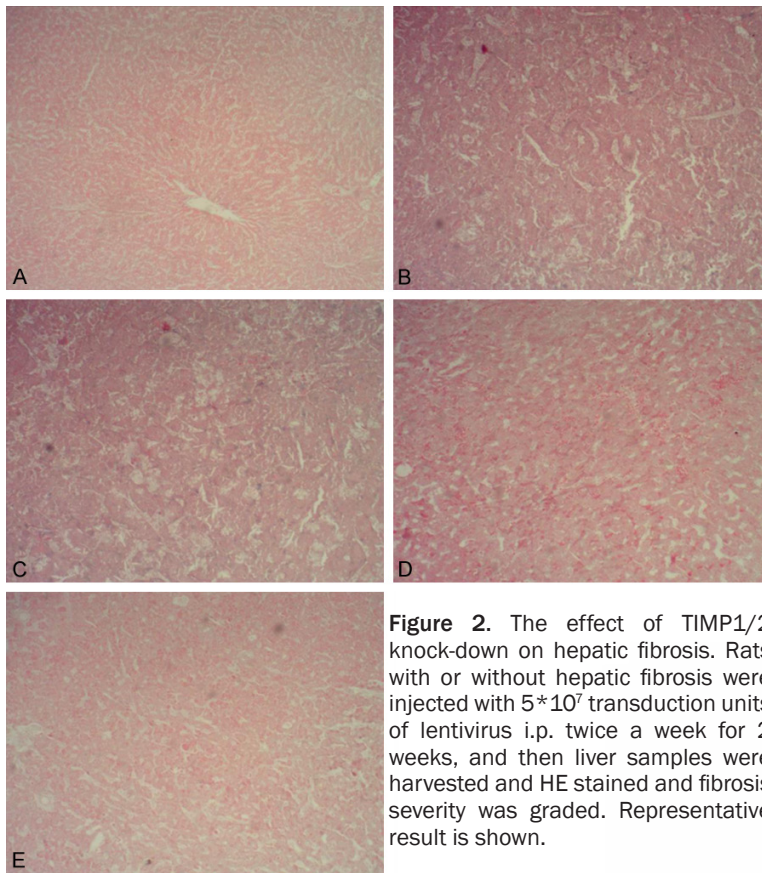 A
B
C
D
E
Figure 2. The effect of TIMP1/2
knock-down on hepatic fibrosis. Rats
with or without hepatic fibrosis were
injected with 5*10⁷ transduction units
of lentivirus i.p. twice a week for 2
weeks, and then liver samples were
harvested and HE stained and fibrosis
severity was graded. Representative
result is shown.